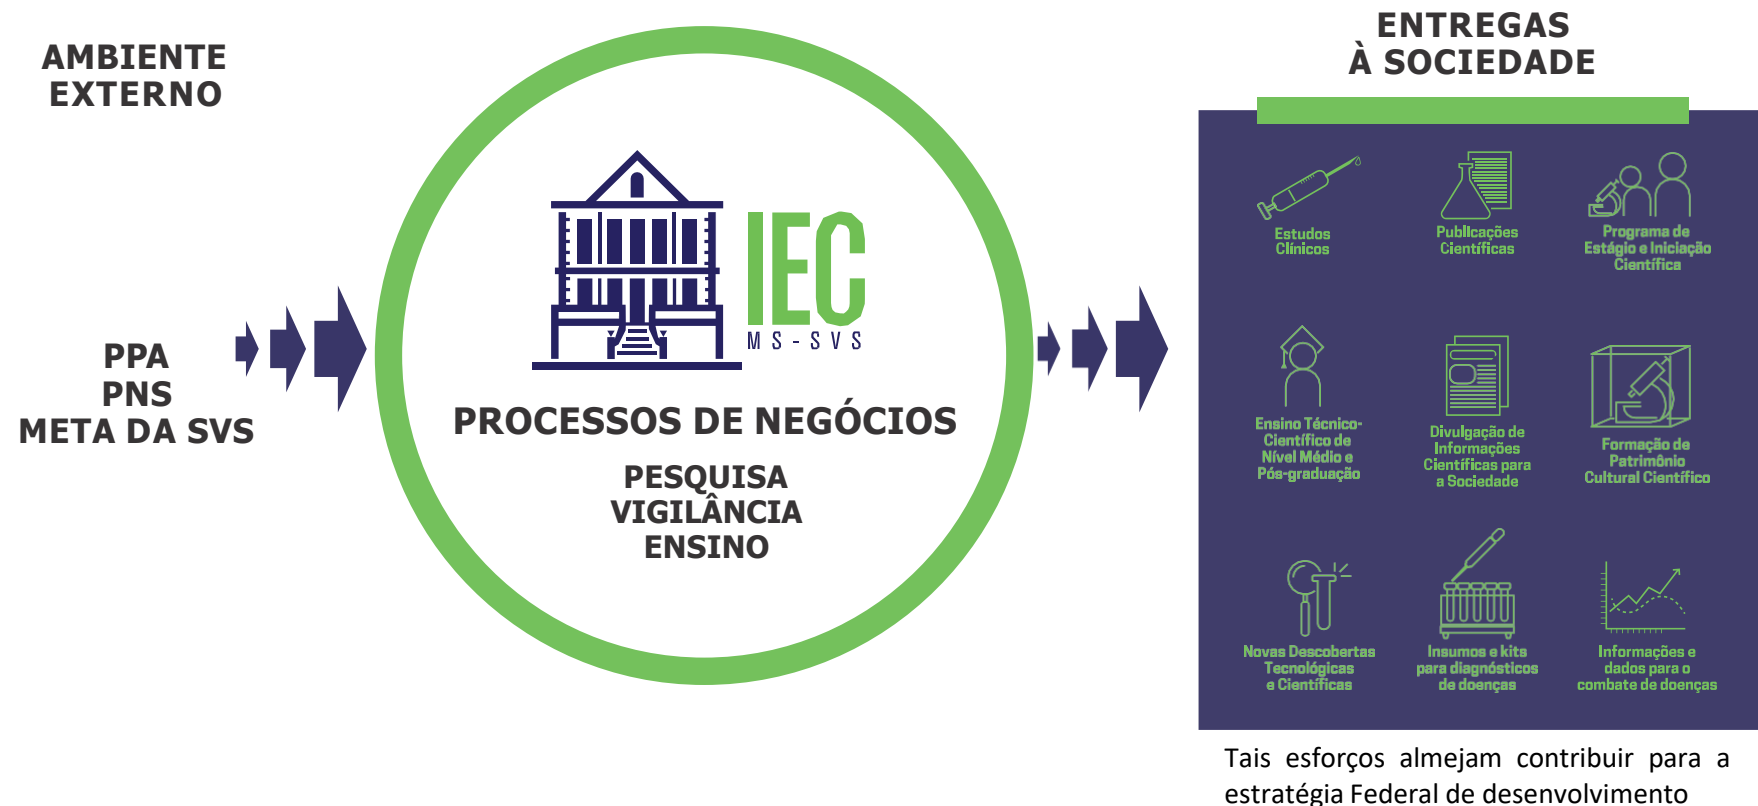 AMBIENTE
EXTERNO
PPA
PNS
META DA SVS
IEC
MS-SVS
PROCESSOS DE NEGÓCIOS
PESQUISA
VIGILÂNCIA
ENSINO
ENTREGAS
À SOCIEDADE
Estudos
Clínicos
Publicações
Científicas
Programa de
Estágio e Iniciação
Científica
Ensino Técnico-
Científico de
Nível Médio e
Pós-graduação
Divulgação de
Informações
Científicas para
a Sociedade
Formação de
Patrimônio
Cultural Científico
Novas Descobertas
Tecnológicas
e Científicas
Insumos e kits
para diagnósticos
de doenças
Informações e
dados para o
combate de doenças
Tais esforços almejam contribuir para a
estratégia Federal de desenvolvimento